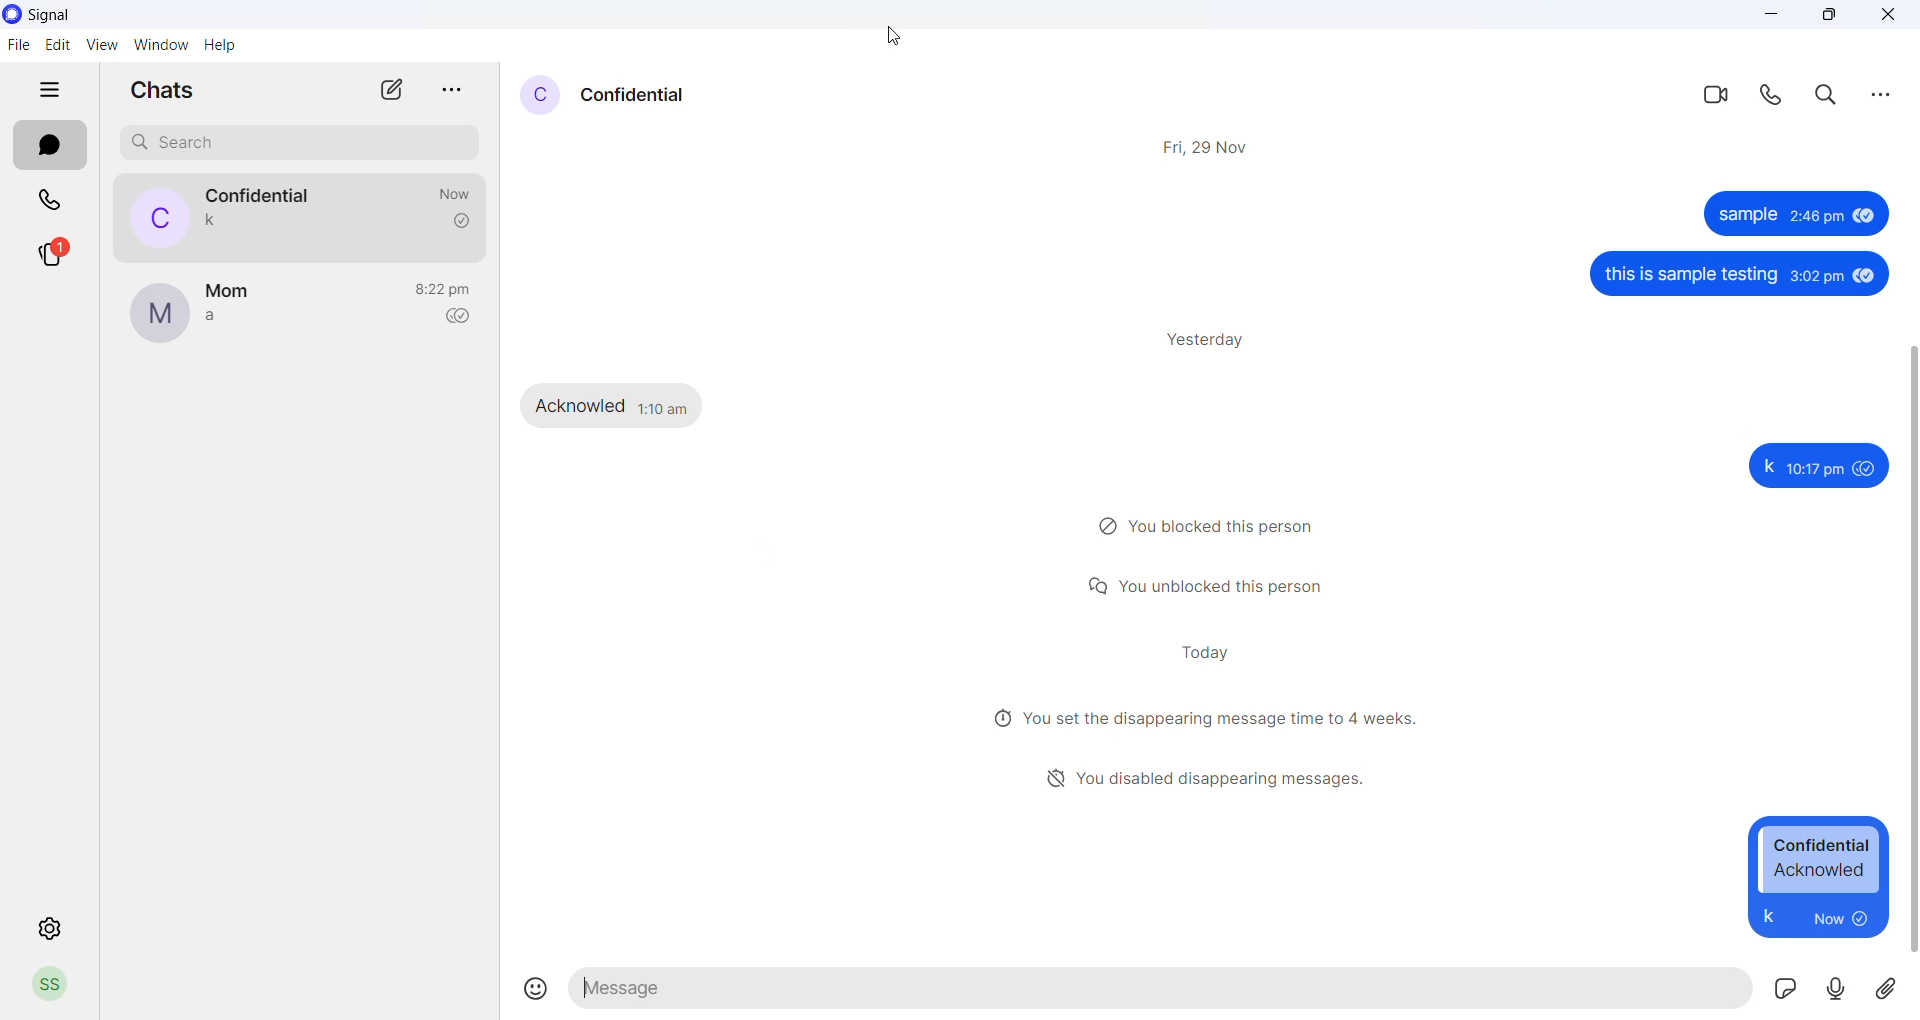 Signal
File Edit View Window Help
Chats
Search
C Confidential Now
k
M Mom 8:22 pm
a
1
SS
C Confidential
Fri, 29 Nov
sample 2:46 pm
this is sample testing 3:02 pm
Yesterday
Acknowled 1:10 am
k 10:17 pm
You blocked this person
You unblocked this person
Today
You set the disappearing message time to 4 weeks.
You disabled disappearing messages.
Confidential
Acknowled
k Now
Message